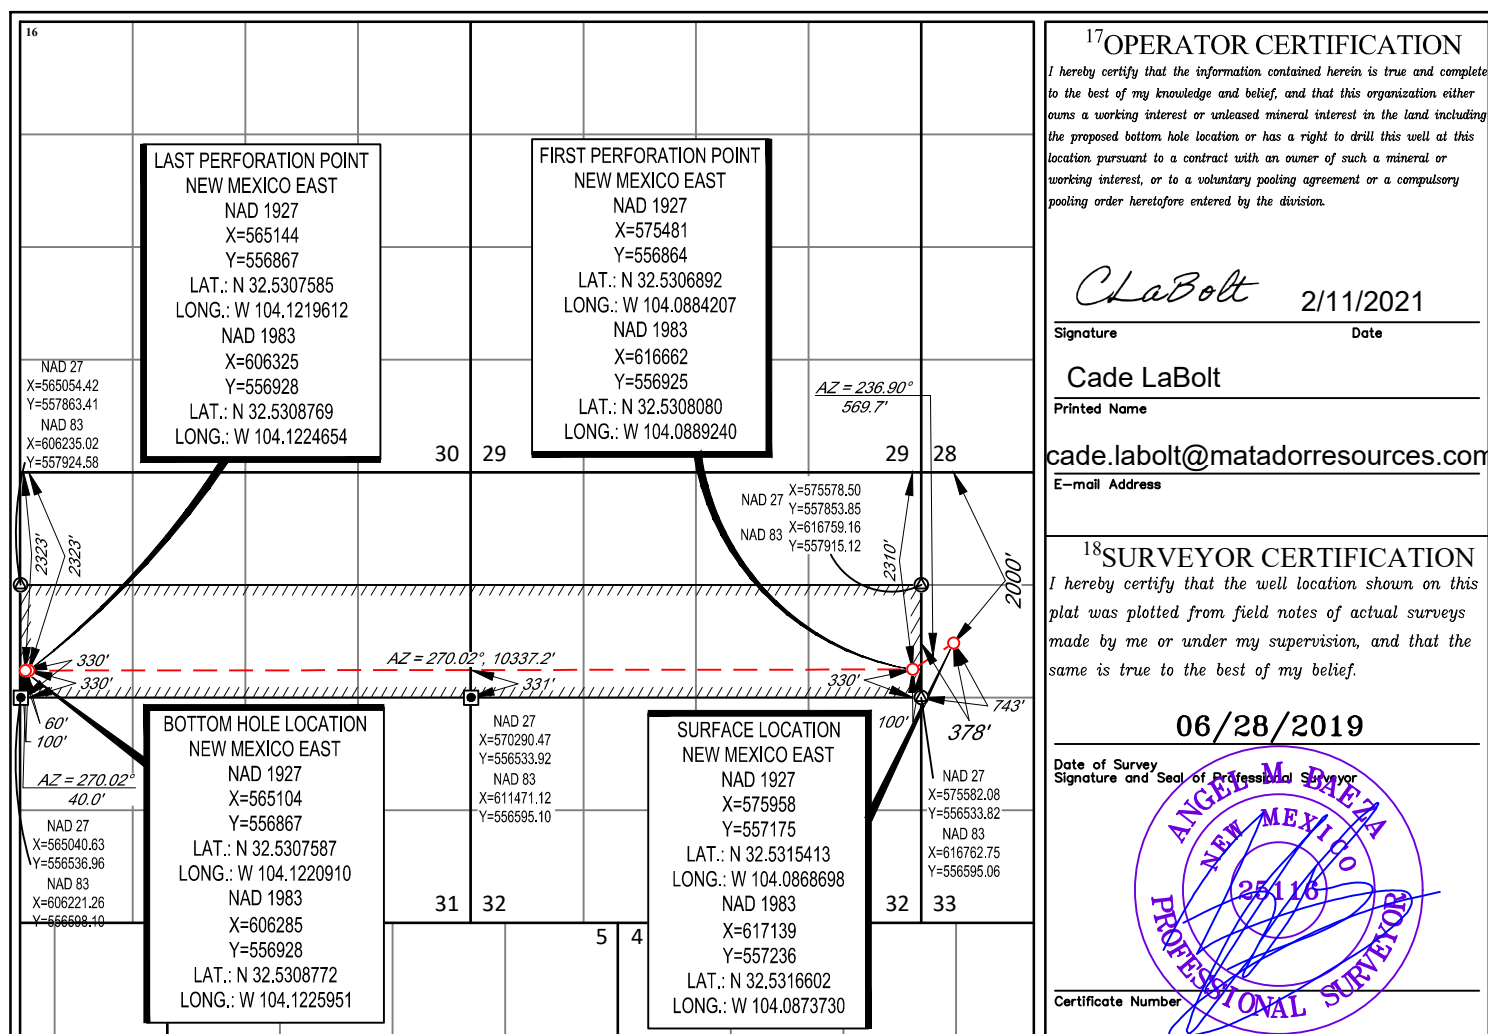 16
LAST PERFORATION POINT
NEW MEXICO EAST
NAD 1927
X=565144
Y=556867
LAT.: N 32.5307585
LONG.: W 104.1219612
NAD 1983
X=606325
Y=556928
LAT.: N 32.5308769
LONG.: W 104.1224654
FIRST PERFORATION POINT
NEW MEXICO EAST
NAD 1927
X=575481
Y=556864
LAT.: N 32.5306892
LONG.: W 104.0884207
NAD 1983
X=616662
Y=556925
LAT.: N 32.5308080
LONG.: W 104.0889240
NAD 27
X=565054.42
Y=557863.41
NAD 83
X=606235.02
Y=557924.58
AZ = 236.90°
569.7'
30 29
29 28
NAD 27
X=575578.50
Y=557853.85
NAD 83
X=616759.16
Y=557915.12
2323'
2323'
2310'
2000'
330'
330'
AZ = 270.02°, 10337.2'
331'
330'
100'
743'
378'
60'
100'
AZ = 270.02°
40.0'
NAD 27
X=565040.63
Y=556536.96
NAD 83
X=606221.26
Y=556598.10
BOTTOM HOLE LOCATION
NEW MEXICO EAST
NAD 1927
X=565104
Y=556867
LAT.: N 32.5307587
LONG.: W 104.1220910
NAD 1983
X=606285
Y=556928
LAT.: N 32.5308772
LONG.: W 104.1225951
NAD 27
X=570290.47
Y=556533.92
NAD 83
X=611471.12
Y=556595.10
SURFACE LOCATION
NEW MEXICO EAST
NAD 1927
X=575958
Y=557175
LAT.: N 32.5315413
LONG.: W 104.0868698
NAD 1983
X=617139
Y=557236
LAT.: N 32.5316602
LONG.: W 104.0873730
NAD 27
X=575582.08
Y=556533.82
NAD 83
X=616762.75
Y=556595.06
31 32
32 33
5 4
17OPERATOR CERTIFICATION
I hereby certify that the information contained herein is true and complete
to the best of my knowledge and belief, and that this organization either
owns a working interest or unleased mineral interest in the land including
the proposed bottom hole location or has a right to drill this well at this
location pursuant to a contract with an owner of such a mineral or
working interest, or to a voluntary pooling agreement or a compulsory
pooling order heretofore entered by the division.
CLaBolt 2/11/2021
Signature Date
Cade LaBolt
Printed Name
cade.labolt@matadorresources.com
E-mail Address
18SURVEYOR CERTIFICATION
I hereby certify that the well location shown on this
plat was plotted from field notes of actual surveys
made by me or under my supervision, and that the
same is true to the best of my belief.
06/28/2019
Date of Survey
Signature and Seal of Professional Surveyor
ANGEL M. BAEZA
NEW MEXICO
25116
PROFESSIONAL SURVEYOR
Certificate Number